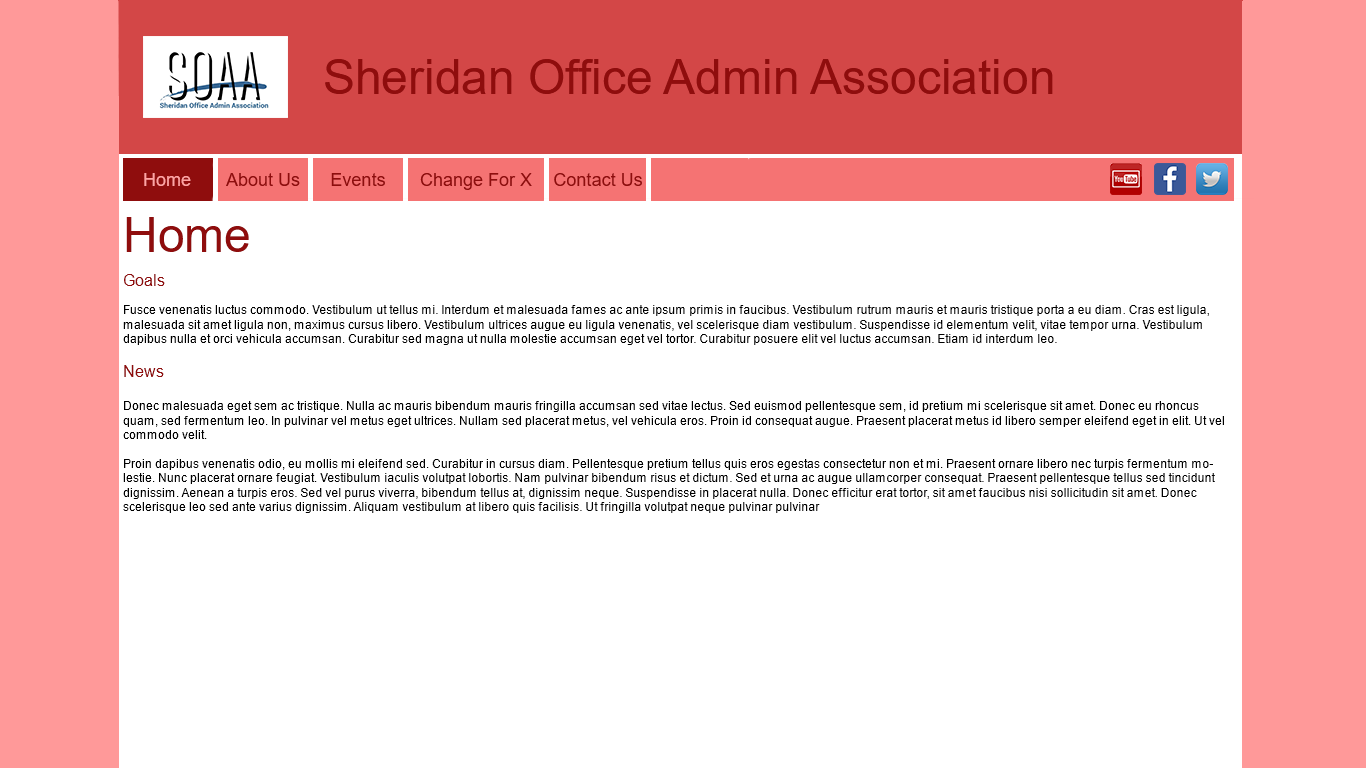 SOAA
Sheridan Office Admin Association
Sheridan Office Admin Association
Home
About Us
Events
Change For X
Contact Us
YouTube
f
Home
Goals
Fusce venenatis luctus commodo. Vestibulum ut tellus mi. Interdum et malesuada fames ac ante ipsum primis in faucibus. Vestibulum rutrum mauris et mauris tristique porta a eu diam. Cras est ligula,
malesuada sit amet ligula non, maximus cursus libero. Vestibulum ultrices augue eu ligula venenatis, vel scelerisque diam vestibulum. Suspendisse id elementum velit, vitae tempor urna. Vestibulum
dapibus nulla et orci vehicula accumsan. Curabitur sed magna ut nulla molestie accumsan eget vel tortor. Curabitur posuere elit vel luctus accumsan. Etiam id interdum leo.
News
Donec malesuada eget sem ac tristique. Nulla ac mauris bibendum mauris fringilla accumsan sed vitae lectus. Sed euismod pellentesque sem, id pretium mi scelerisque sit amet. Donec eu rhoncus
quam, sed fermentum leo. In pulvinar vel metus eget ultrices. Nullam sed placerat metus, vel vehicula eros. Proin id consequat augue. Praesent placerat metus id libero semper eleifend eget in elit. Ut vel
commodo velit.
Proin dapibus venenatis odio, eu mollis mi eleifend sed. Curabitur in cursus diam. Pellentesque pretium tellus quis eros egestas consectetur non et mi. Praesent ornare libero nec turpis fermentum mo-
lestie. Nunc placerat ornare feugiat. Vestibulum iaculis volutpat lobortis. Nam pulvinar bibendum risus et dictum. Sed et urna ac augue ullamcorper consequat. Praesent pellentesque tellus sed tincidunt
dignissim. Aenean a turpis eros. Sed vel purus viverra, bibendum tellus at, dignissim neque. Suspendisse in placerat nulla. Donec efficitur erat tortor, sit amet faucibus nisi sollicitudin sit amet. Donec
scelerisque leo sed ante varius dignissim. Aliquam vestibulum at libero quis facilisis. Ut fringilla volutpat neque pulvinar pulvinar